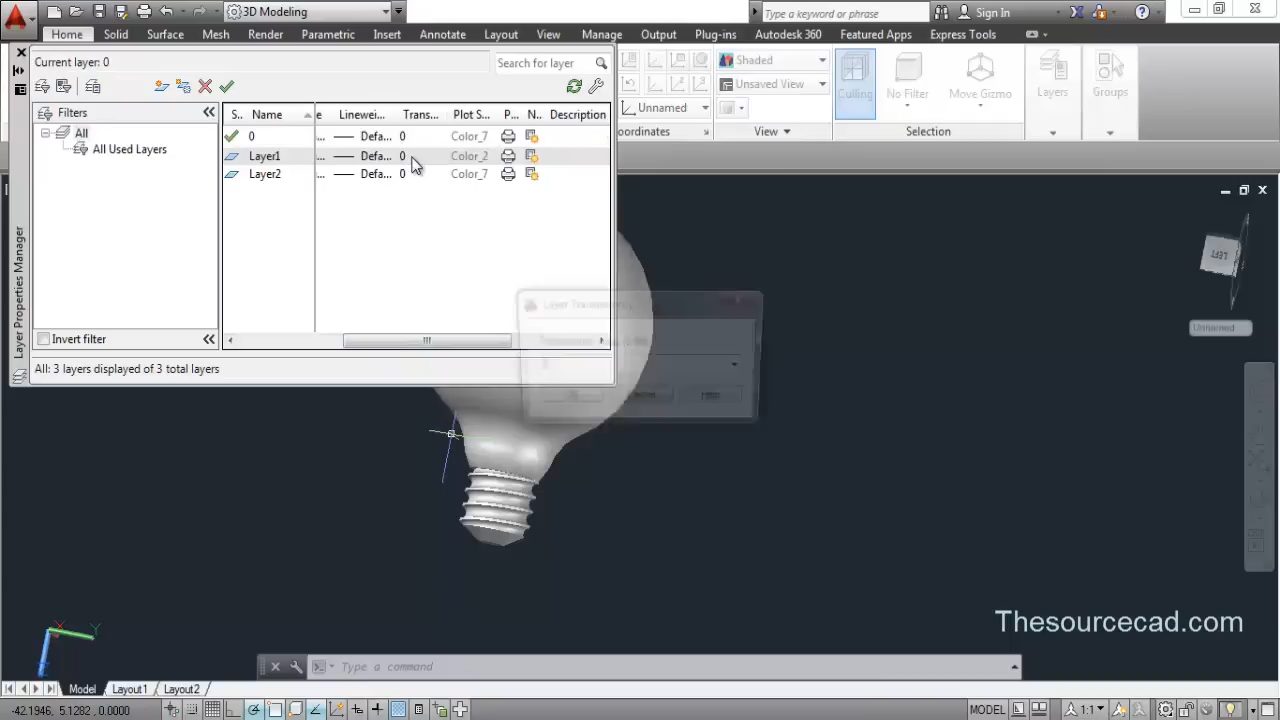 3D Modeling
Type a keyword or phrase
Sign In
Home
Solid
Surface
Mesh
Render
Parametric
Insert
Annotate
Layout
View
Manage
Output
Plug-ins
Autodesk 360
Featured Apps
Express Tools
Current layer: 0
Search for layer
Filters
All
All Used Layers
Invert filter
S.. Name e Linewei... Trans... Plot S... P... N.. Description
0 ... Defa... 0 Color_7
Layer1 ... Defa... 0 Color_2
Layer2 ... Defa... 0 Color_7
All: 3 layers displayed of 3 total layers
Layer Properties Manager
Shaded
Unsaved View
Unnamed
oordinates
View
Culling
No Filter
Move Gizmo
Selection
Layers
Groups
LEFT
Unnamed
Thesourcecad.com
Type a command
Model
Layout1
Layout2
-42.1946, 5.1282, 0.0000
MODEL
1:1